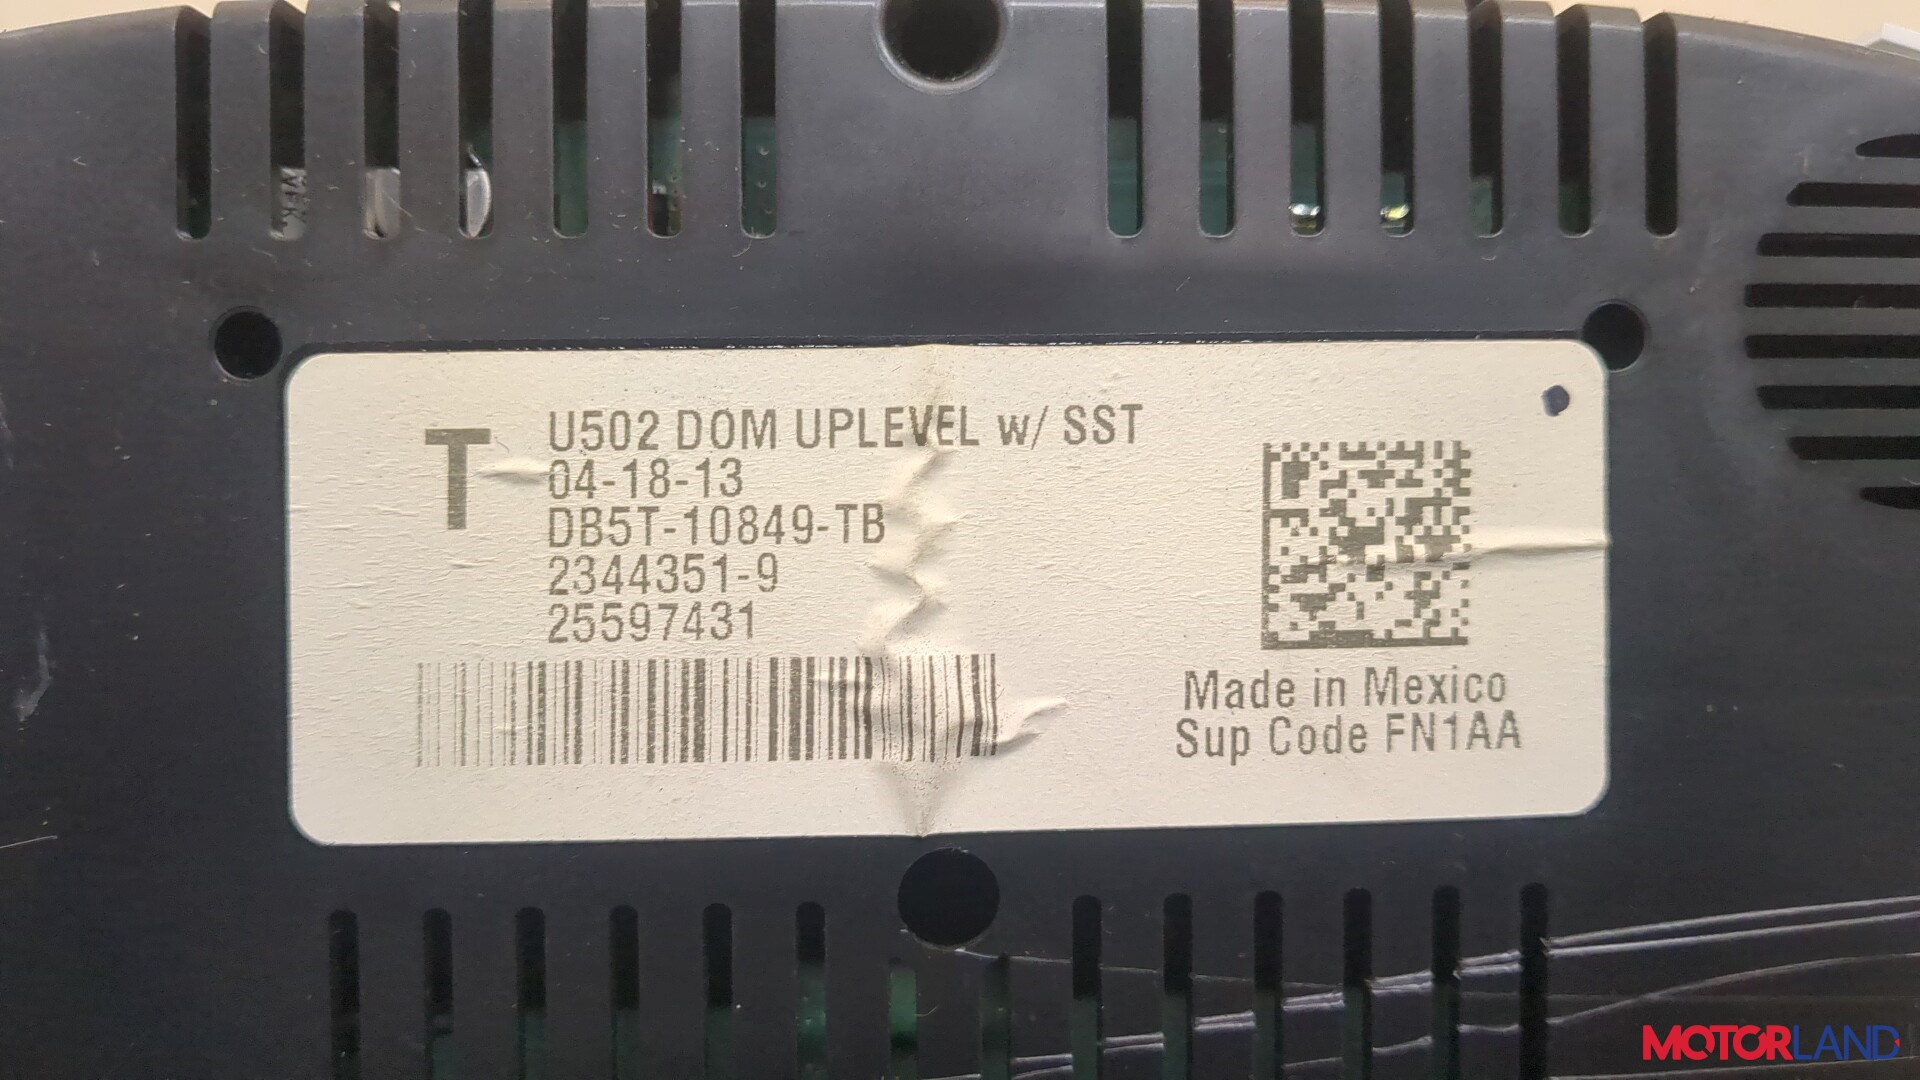 T
U502 DOM UPLEVEL w/ SST
04-18-13
DB5T-10849-TB
2344351-9
25597431
Made in Mexico
Sup Code FN1AA
MOTORLAND